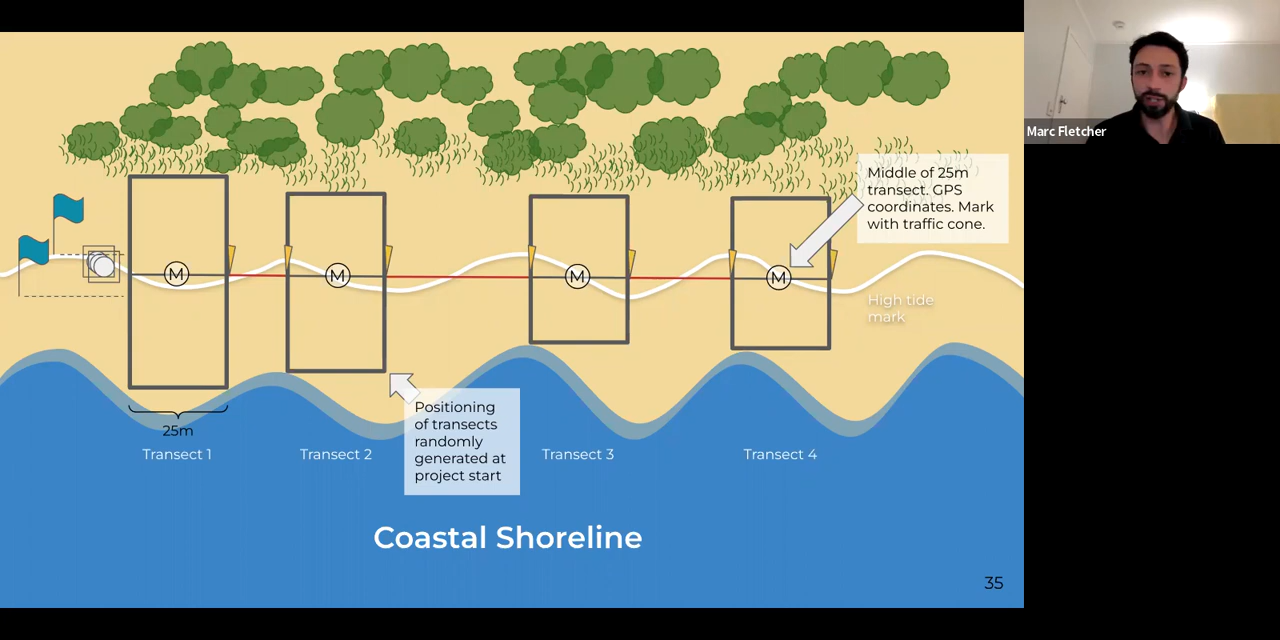 Marc Fletcher
Middle of 25m
transect. GPS
coordinates. Mark
with traffic cone.
M
M
M
M
High tide
mark
25m
Positioning
of transects
randomly
generated at
project start
Transect 1
Transect 2
Transect 3
Transect 4
Coastal Shoreline
35